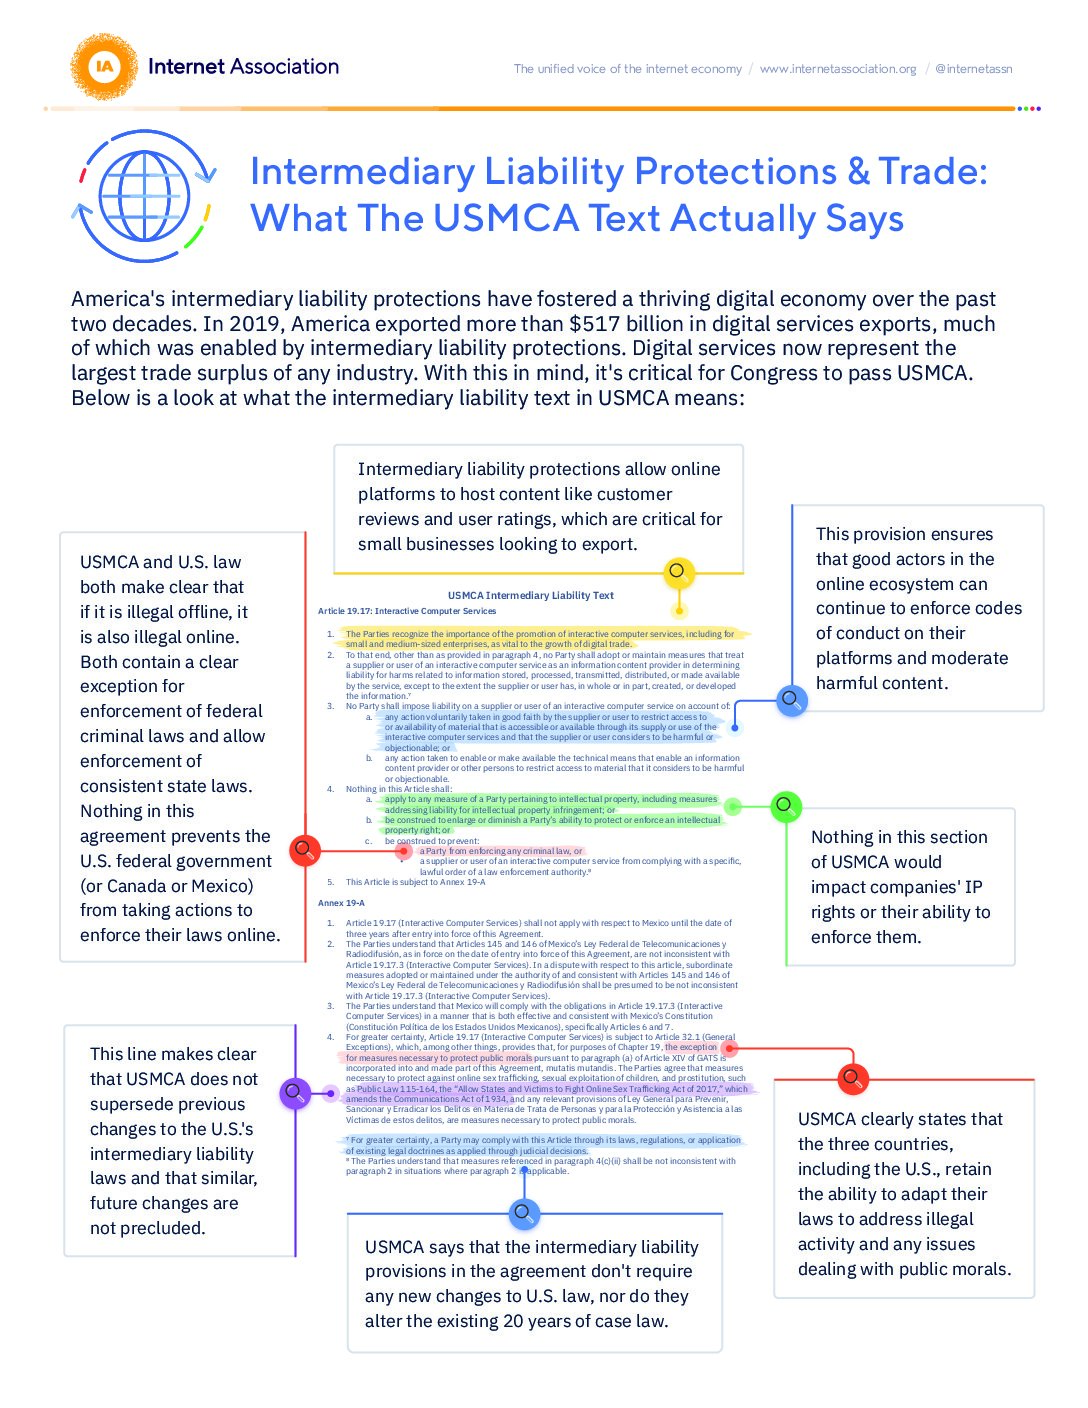 IA Internet Association
The unified voice of the internet economy / www.internetassociation.org / @internetassn
Intermediary Liability Protections & Trade:
What The USMCA Text Actually Says
America's intermediary liability protections have fostered a thriving digital economy over the past
two decades. In 2019, America exported more than $517 billion in digital services exports, much
of which was enabled by intermediary liability protections. Digital services now represent the
largest trade surplus of any industry. With this in mind, it's critical for Congress to pass USMCA.
Below is a look at what the intermediary liability text in USMCA means:
Intermediary liability protections allow online
platforms to host content like customer
reviews and user ratings, which are critical for
small businesses looking to export.
This provision ensures
that good actors in the
online ecosystem can
continue to enforce codes
of conduct on their
platforms and moderate
harmful content.
USMCA and U.S. law
both make clear that
if it is illegal offline, it
is also illegal online.
Both contain a clear
exception for
enforcement of federal
criminal laws and allow
enforcement of
consistent state laws.
Nothing in this
agreement prevents the
U.S. federal government
(or Canada or Mexico)
from taking actions to
enforce their laws online.
USMCA Intermediary Liability Text
Article 19.17: Interactive Computer Services
1. The Parties recognize the importance of the promotion of interactive computer services, including for
small and medium-sized enterprises, as vital to the growth of digital trade.
2. To that end, other than as provided in paragraph 4, no Party shall adopt or maintain measures that treat
a supplier or user of an interactive computer service as an information content provider in determining
liability for harms related to information stored, processed, transmitted, distributed, or made available
by the service, except to the extent the supplier or user has, in whole or in part, created, or developed
the information.⁷
3. No Party shall impose liability on a supplier or user of an interactive computer service on account of:
a. any action voluntarily taken in good faith by the supplier or user to restrict access to
or availability of material that is accessible or available through its supply or use of the
interactive computer services and that the supplier or user considers to be harmful or
objectionable; or
b. any action taken to enable or make available the technical means that enable an information
content provider or other persons to restrict access to material that it considers to be harmful
or objectionable.
4. Nothing in this Article shall:
a. apply to any measure of a Party pertaining to intellectual property, including measures
addressing liability for intellectual property infringement; or
b. be construed to enlarge or diminish a Party's ability to protect or enforce an intellectual
property right; or
c. be construed to prevent:
a Party from enforcing any criminal law, or
a supplier or user of an interactive computer service from complying with a specific,
lawful order of a law enforcement authority.⁸
5. This Article is subject to Annex 19-A
Annex 19-A
1. Article 19.17 (Interactive Computer Services) shall not apply with respect to Mexico until the date of
three years after entry into force of this Agreement.
2. The Parties understand that Articles 145 and 146 of Mexico's Ley Federal de Telecomunicaciones y
Radiodifusión, as in force on the date of entry into force of this Agreement, are not inconsistent with
Article 19.17.3 (Interactive Computer Services). In a dispute with respect to this article, subordinate
measures adopted or maintained under the authority of and consistent with Articles 145 and 146 of
Mexico's Ley Federal de Telecomunicaciones y Radiodifusión shall be presumed to be not inconsistent
with Article 19.17.3 (Interactive Computer Services).
3. The Parties understand that Mexico will comply with the obligations in Article 19.17.3 (Interactive
Computer Services) in a manner that is both effective and consistent with Mexico's Constitution
(Constitución Política de los Estados Unidos Mexicanos), specifically Articles 6 and 7.
4. For greater certainty, Article 19.17 (Interactive Computer Services) is subject to Article 32.1 (General
Exceptions), which, among other things, provides that, for purposes of Chapter 19, the exception
for measures necessary to protect public morals pursuant to paragraph (a) of Article XIV of GATS is
incorporated into and made part of this Agreement, mutatis mutandis. The Parties agree that measures
necessary to protect against online sex trafficking, sexual exploitation of children, and prostitution, such
as Public Law 115-164, the "Allow States and Victims to Fight Online Sex Trafficking Act of 2017," which
amends the Communications Act of 1934, and any relevant provisions of Ley General para Prevenir,
Sancionar y Erradicar los Delitos en Materia de Trata de Personas y para la Protección y Asistencia a las
Víctimas de estos delitos, are measures necessary to protect public morals.
⁷ For greater certainty, a Party may comply with this Article through its laws, regulations, or application
of existing legal doctrines as applied through judicial decisions.
⁸ The Parties understand that measures referenced in paragraph 4(c)(ii) shall not be inconsistent with
paragraph 2 in situations where paragraph 2 is applicable.
Nothing in this section
of USMCA would
impact companies' IP
rights or their ability to
enforce them.
This line makes clear
that USMCA does not
supersede previous
changes to the U.S.'s
intermediary liability
laws and that similar,
future changes are
not precluded.
USMCA clearly states that
the three countries,
including the U.S., retain
the ability to adapt their
laws to address illegal
activity and any issues
dealing with public morals.
USMCA says that the intermediary liability
provisions in the agreement don't require
any new changes to U.S. law, nor do they
alter the existing 20 years of case law.